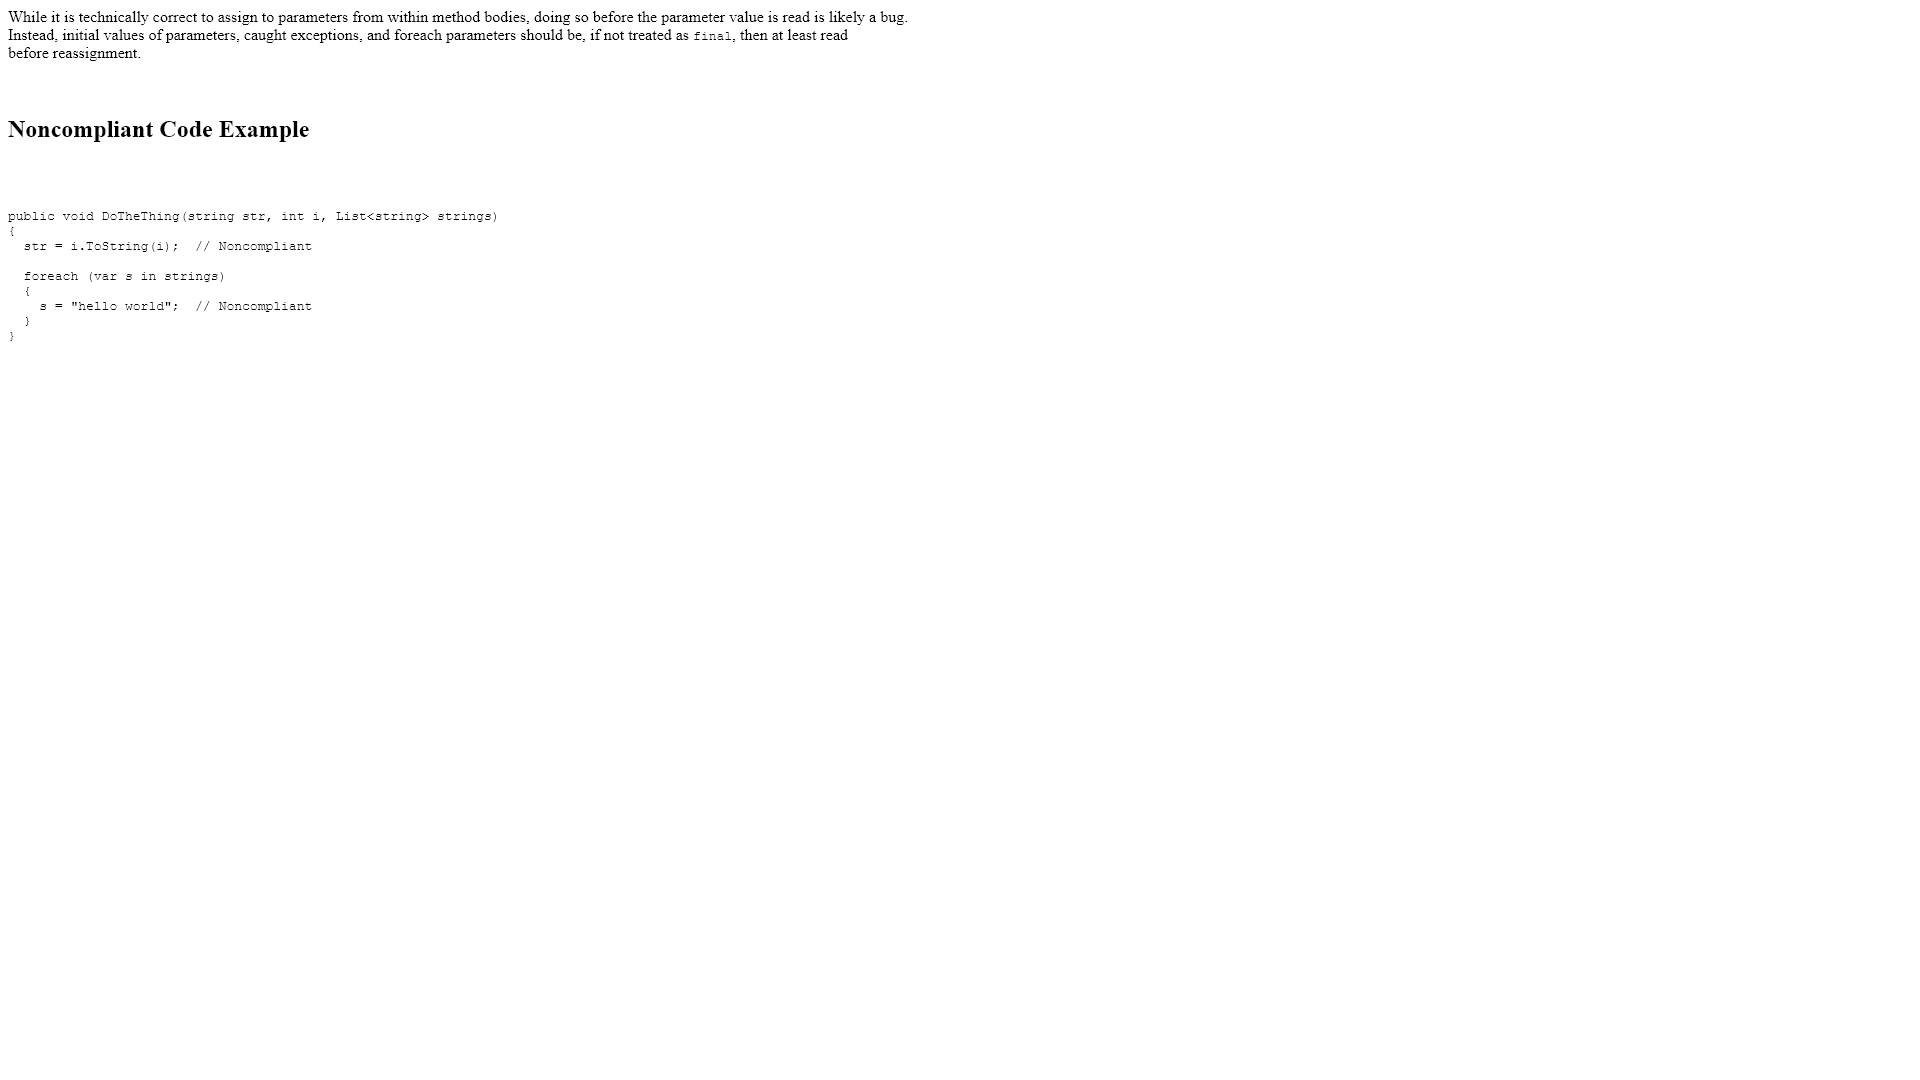 While it is technically correct to assign to parameters from within method bodies, doing so before the parameter value is read is likely a bug.
Instead, initial values of parameters, caught exceptions, and foreach parameters should be, if not treated as final, then at least read
before reassignment.
Noncompliant Code Example
public void DoTheThing(string str, int i, List<string> strings)
{
  str = i.ToString(i);  // Noncompliant
  foreach (var s in strings)
  {
    s = "hello world";  // Noncompliant
  }
}